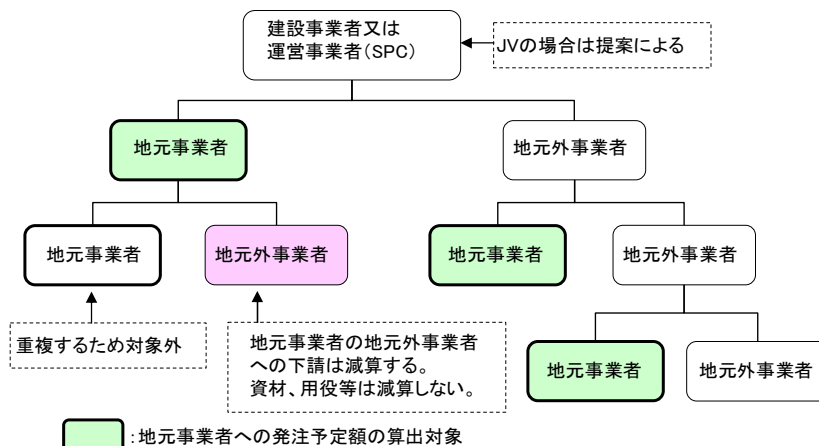 建設事業者又は
運営事業者(SPC)
JVの場合は提案による
地元事業者
地元外事業者
地元事業者
地元外事業者
地元事業者
地元外事業者
重複するため対象外
地元事業者の地元外事業者
への下請は減算する。
資材、用役等は減算しない。
地元事業者
地元外事業者
:地元事業者への発注予定額の算出対象